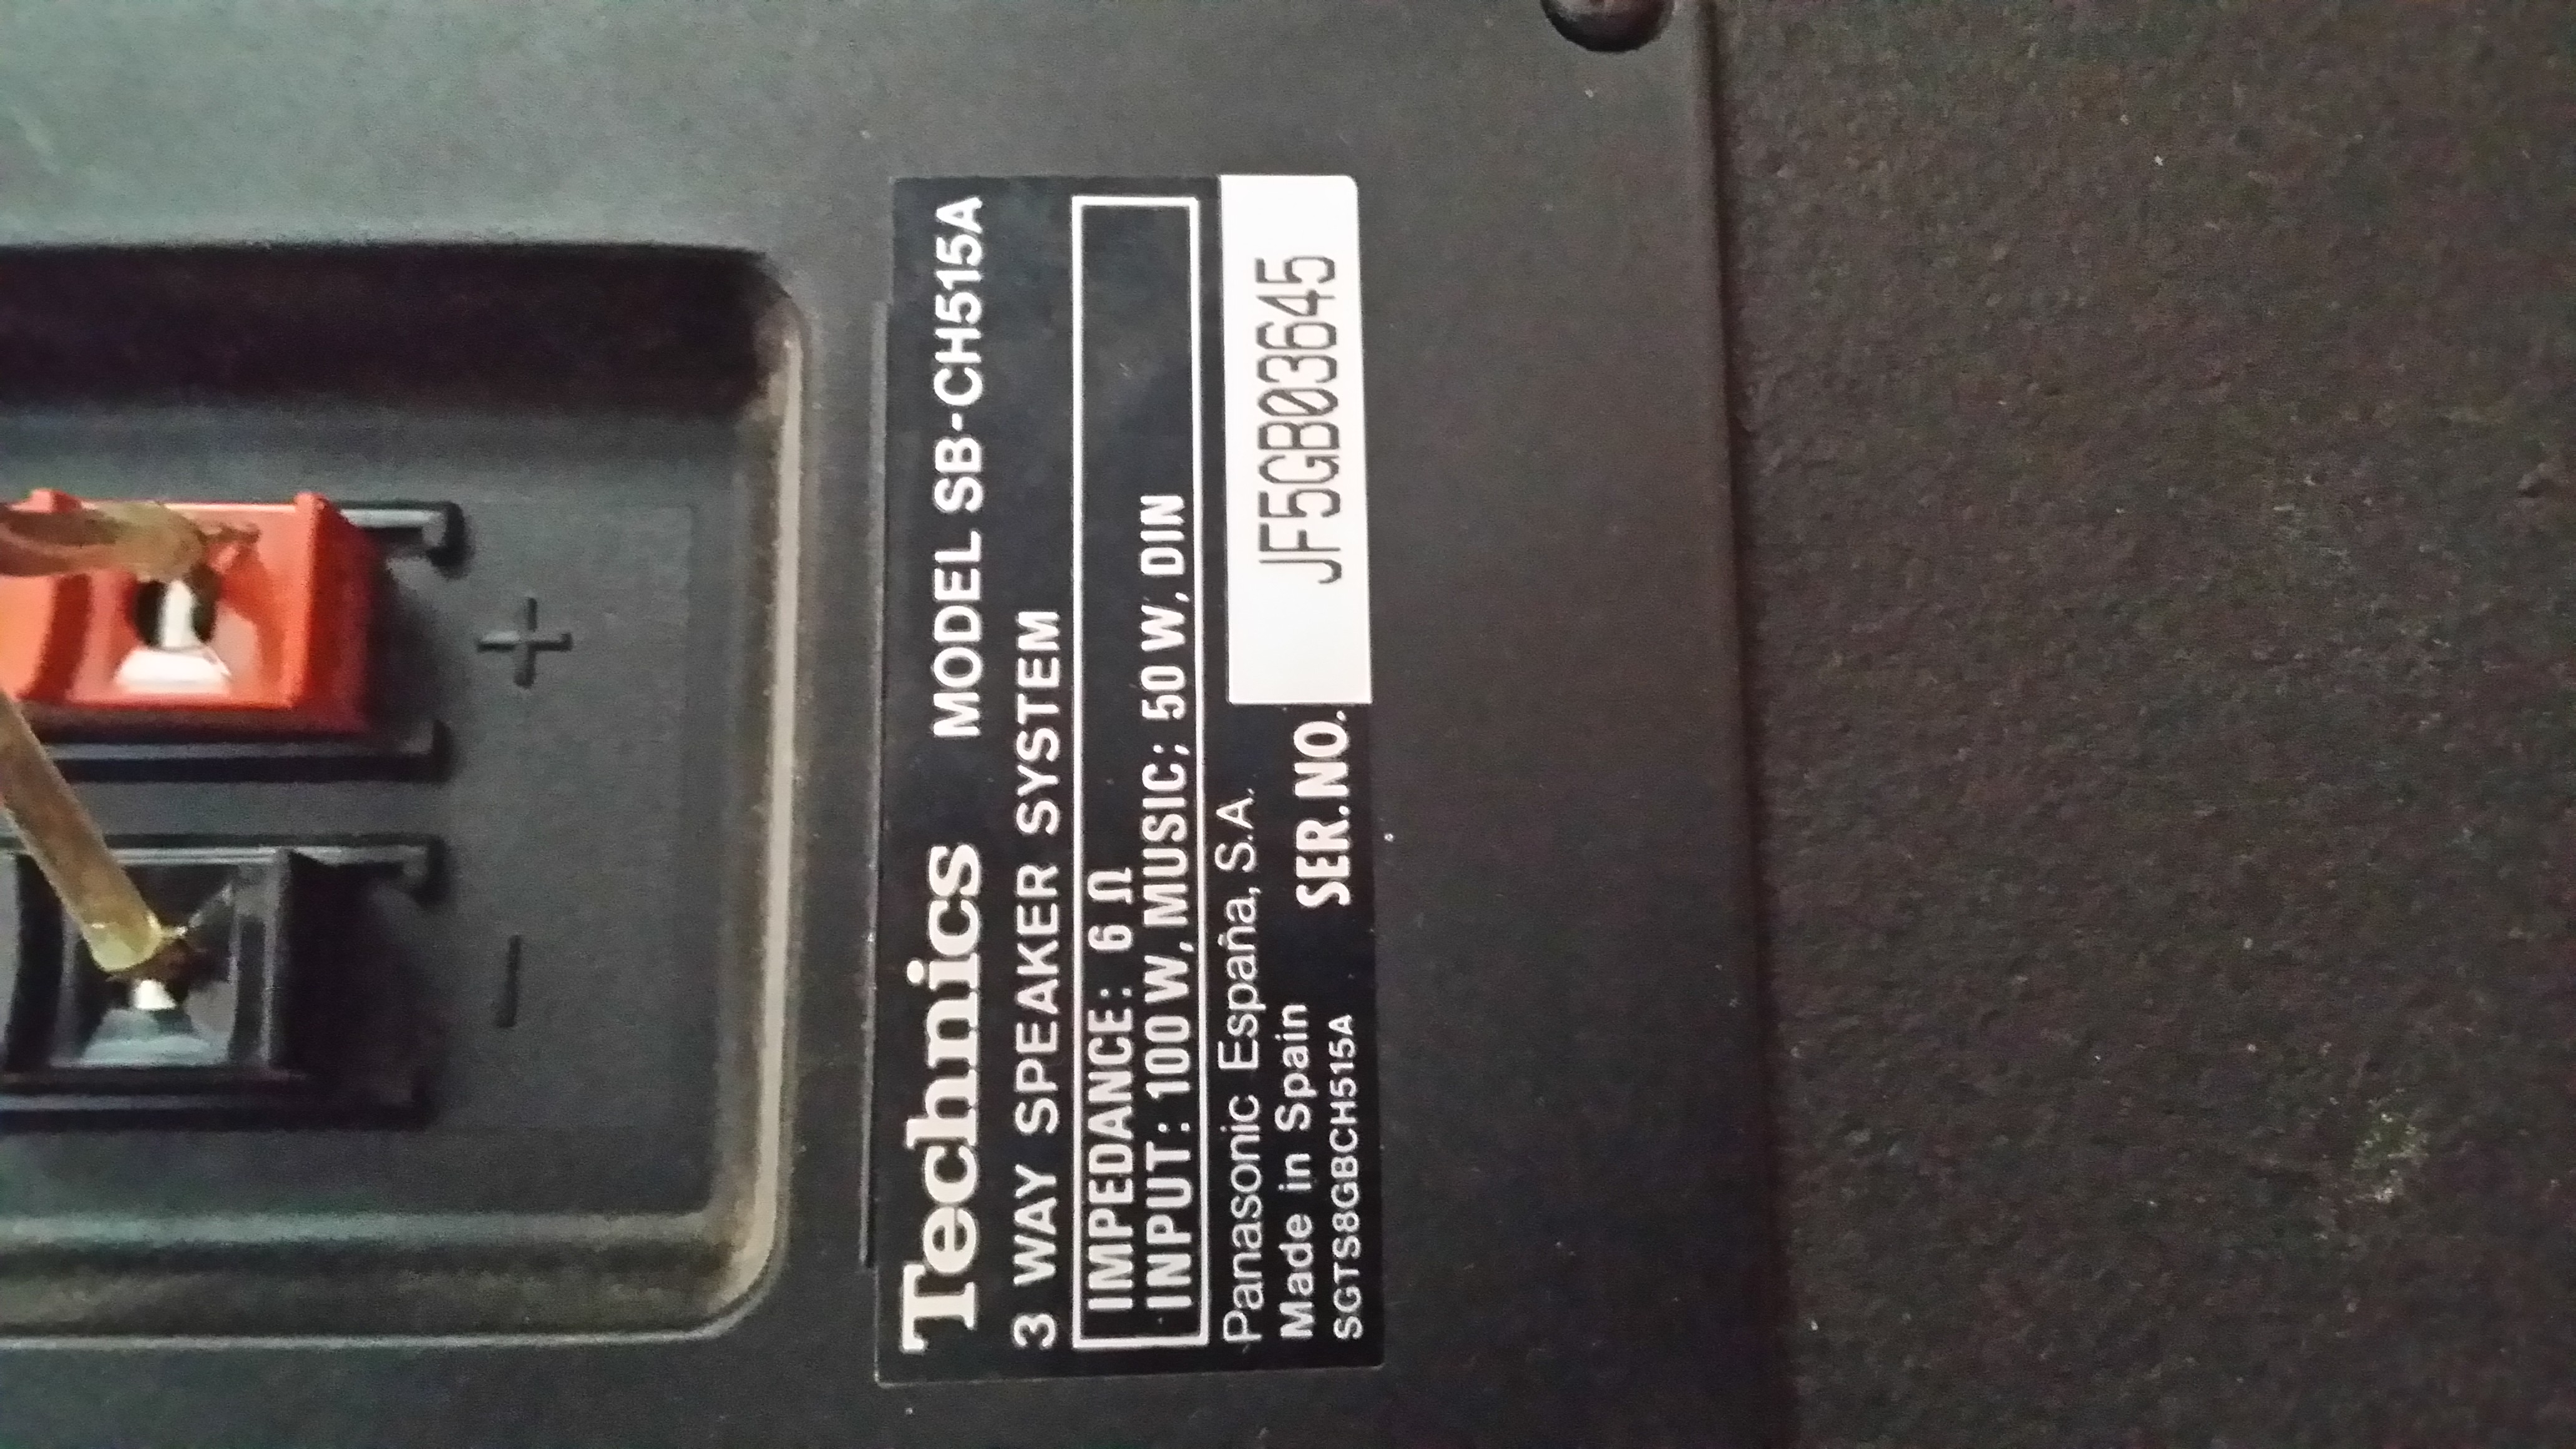 Technics MODEL SB-CH515A
3 WAY SPEAKER SYSTEM
IMPEDANCE: 6 Ω
INPUT: 100 W, MUSIC; 50 W, DIN
Panasonic España, S.A.
Made in Spain
SER.NO. JF5GB03645
SGTS8GBCH515A
+
-